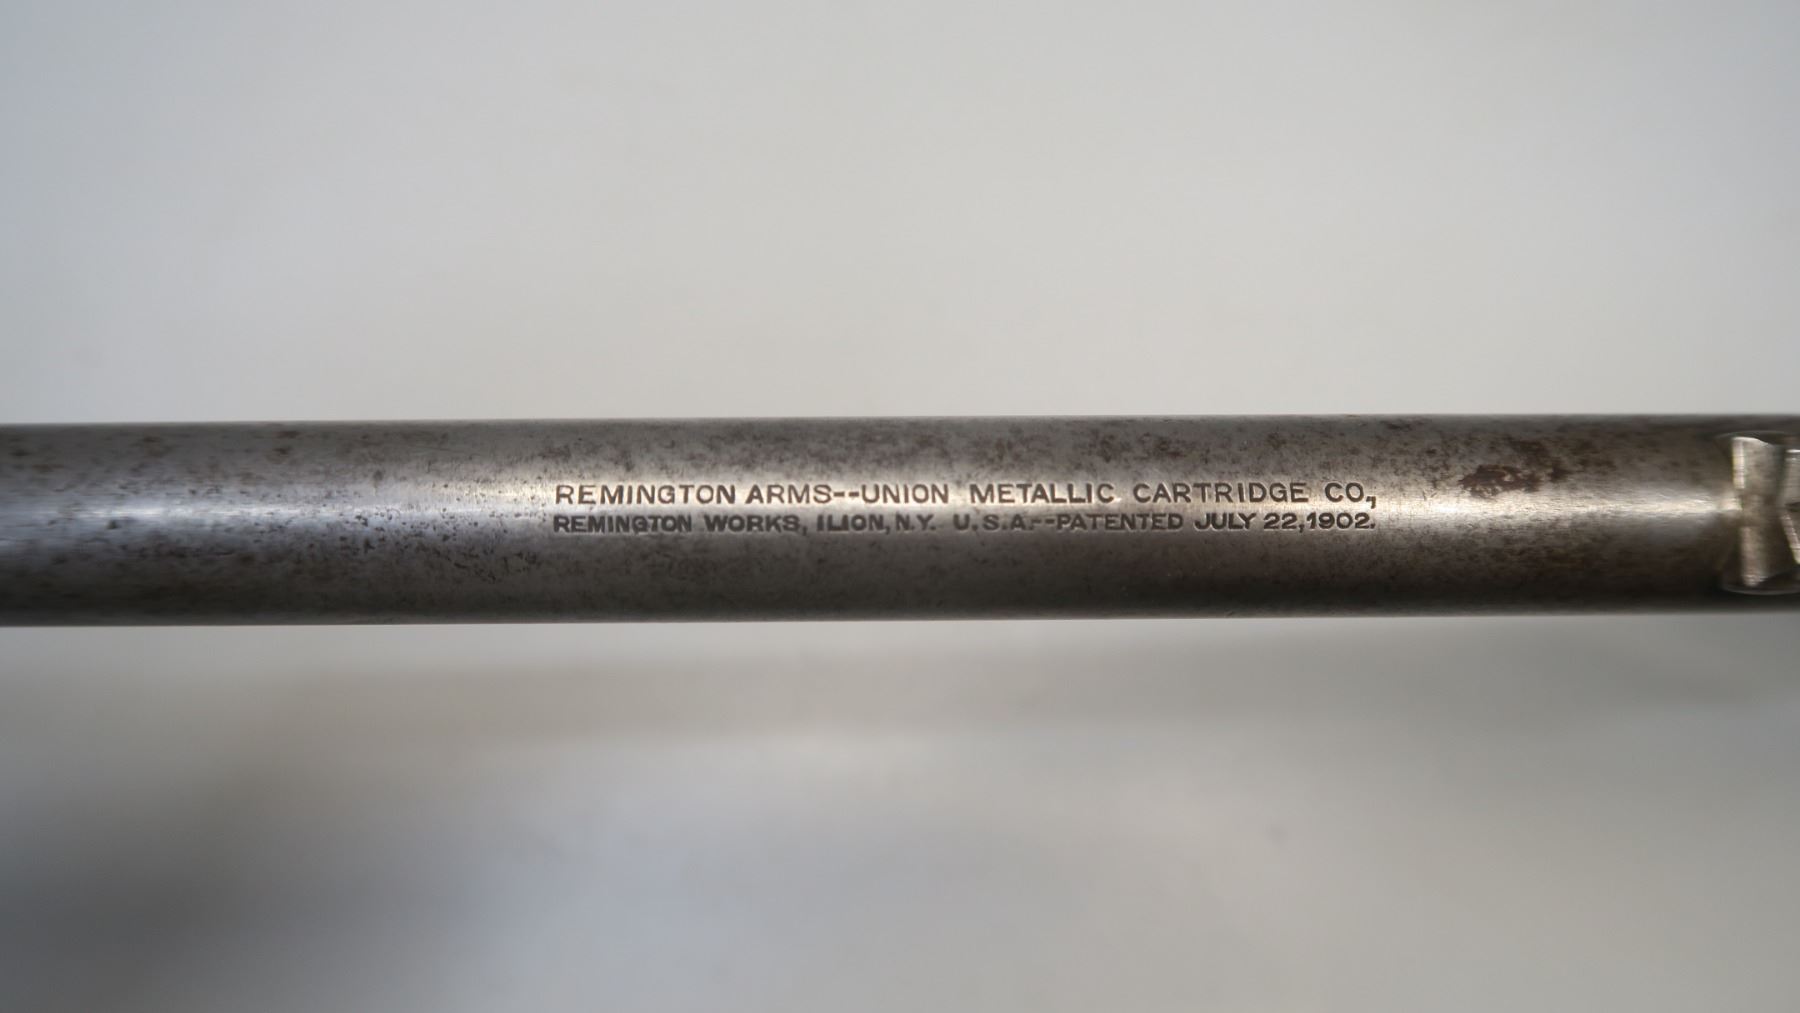 REMINGTON ARMS--UNION METALLIC CARTRIDGE CO,
REMINGTON WORKS, ILION, N.Y. U.S.A.--PATENTED JULY 22, 1902.